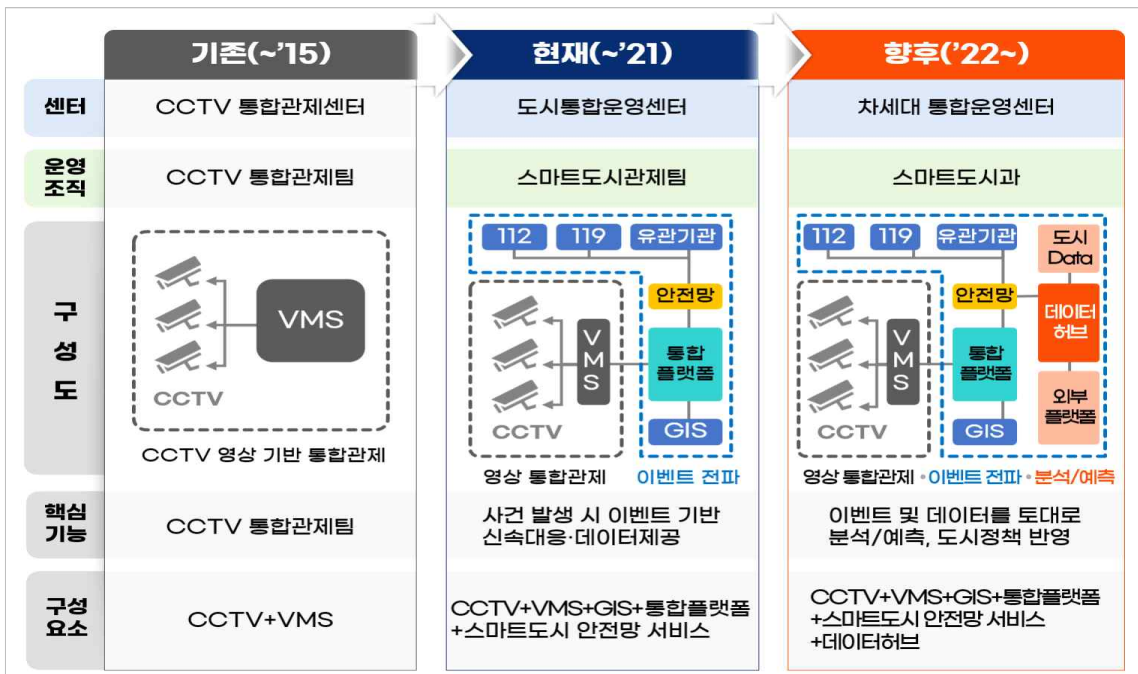 기존(~'15)
현재(~'21)
향후('22~)
센터
CCTV 통합관제센터
도시통합운영센터
차세대 통합운영센터
운영
조직
CCTV 통합관제팀
스마트도시관제팀
스마트도시과
구
성
도
VMS
CCTV
CCTV 영상 기반 통합관제
112
119
유관기관
안전망
VMS
통합
플랫폼
CCTV
GIS
영상 통합관제
이벤트 전파
112
119
유관기관
도시
Data
안전망
데이터
허브
VMS
통합
플랫폼
외부
플랫폼
CCTV
GIS
영상 통합관제·이벤트 전파·분석/예측
핵심
기능
CCTV 통합관제팀
사건 발생 시 이벤트 기반
신속대응·데이터제공
이벤트 및 데이터를 토대로
분석/예측, 도시정책 반영
구성
요소
CCTV+VMS
CCTV+VMS+GIS+통합플랫폼
+스마트도시 안전망 서비스
CCTV+VMS+GIS+통합플랫폼
+스마트도시 안전망 서비스
+데이터허브